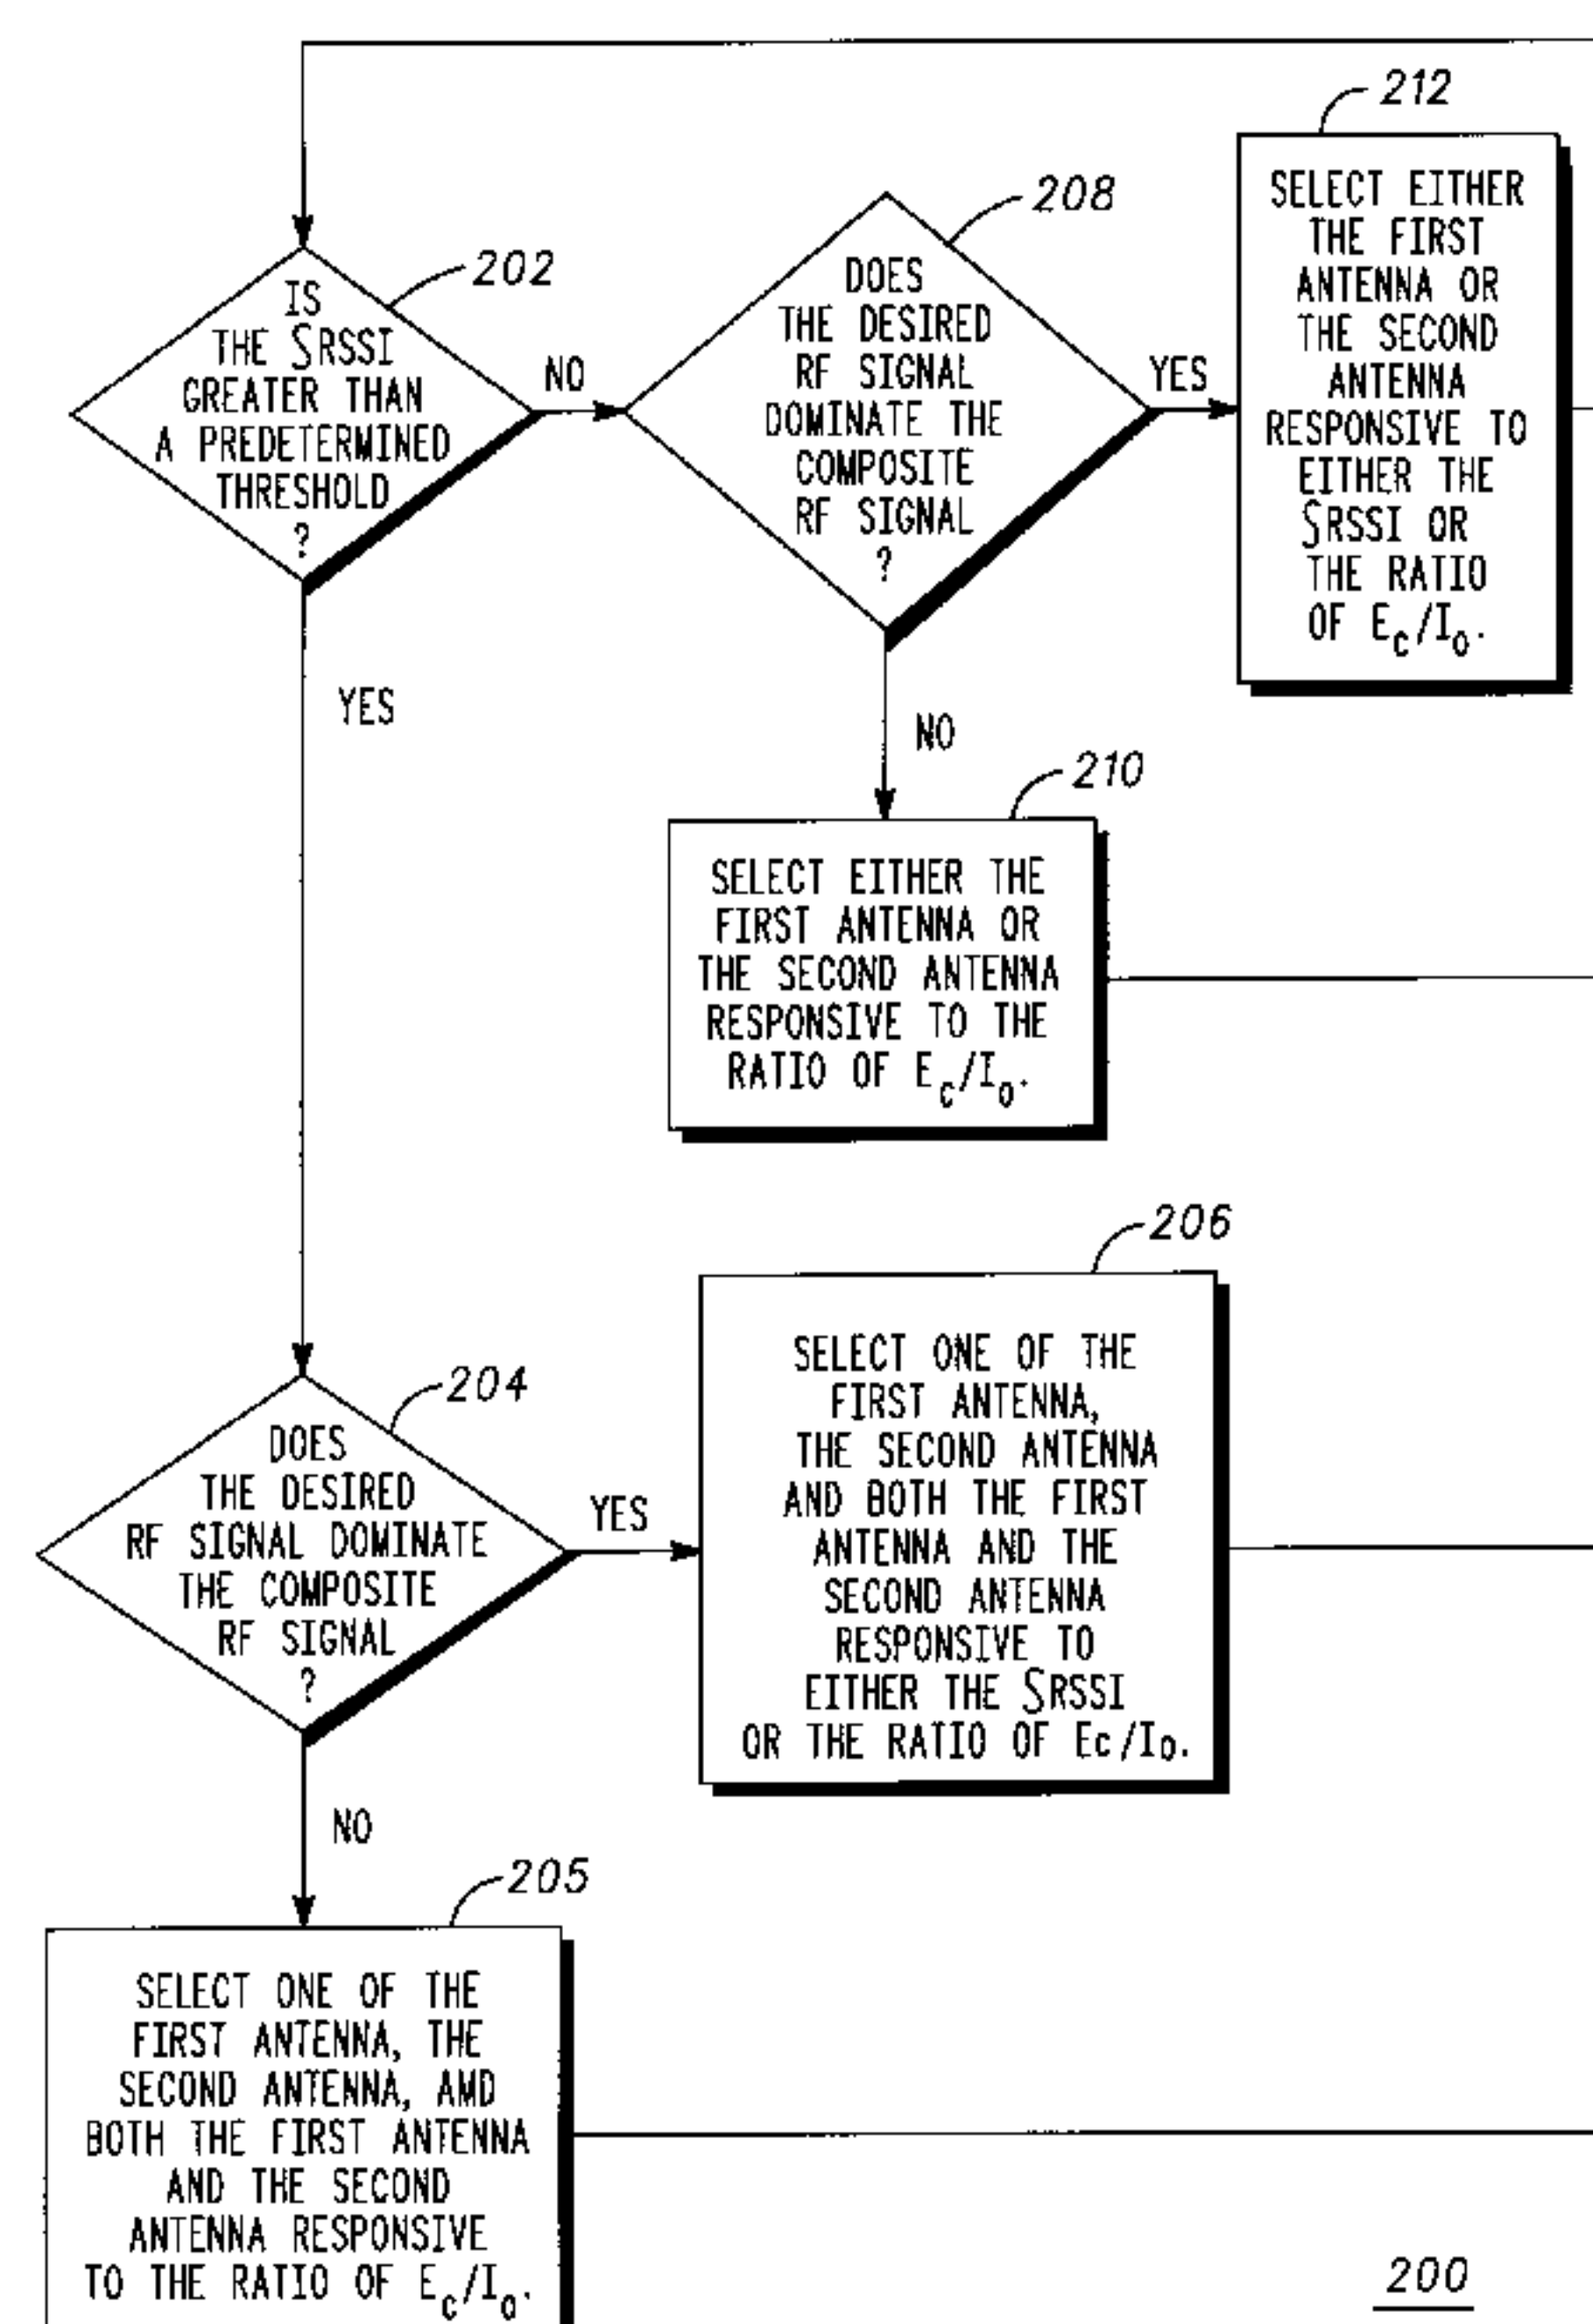 212
SELECT EITHER
THE FIRST
ANTENNA OR
THE SECOND
ANTENNA
RESPONSIVE TO
EITHER THE
SRSSI OR
THE RATIO
OF Ec/Io.
208
DOES
THE DESIRED
RF SIGNAL
DOMINATE THE
COMPOSITE
RF SIGNAL
?
202
IS
THE SRSSI
GREATER THAN
A PREDETERMINED
THRESHOLD
?
NO
YES
YES
NO
210
SELECT EITHER THE
FIRST ANTENNA OR
THE SECOND ANTENNA
RESPONSIVE TO THE
RATIO OF Ec/Io.
206
SELECT ONE OF THE
FIRST ANTENNA,
THE SECOND ANTENNA
AND BOTH THE FIRST
ANTENNA AND THE
SECOND ANTENNA
RESPONSIVE TO
EITHER THE SRSSI
OR THE RATIO OF Ec/Io.
204
DOES
THE DESIRED
RF SIGNAL DOMINATE
THE COMPOSITE
RF SIGNAL
?
YES
NO
205
SELECT ONE OF THE
FIRST ANTENNA, THE
SECOND ANTENNA, AMD
BOTH THE FIRST ANTENNA
AND THE SECOND
ANTENNA RESPONSIVE
TO THE RATIO OF Ec/Io.
200